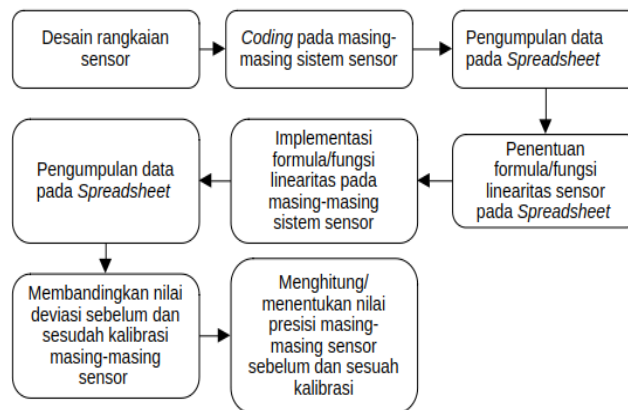 Desain rangkaian
sensor
Coding pada masing-
masing sistem sensor
Pengumpulan data
pada Spreadsheet
Penentuan
formula/fungsi
linearitas sensor
pada Spreadsheet
Implementasi
formula/fungsi
linearitas pada
masing-masing
sistem sensor
Pengumpulan data
pada Spreadsheet
Membandingkan nilai
deviasi sebelum dan
sesudah kalibrasi
masing-masing
sensor
Menghitung/
menentukan nilai
presisi masing-
masing sensor
sebelum dan sesuah
kalibrasi